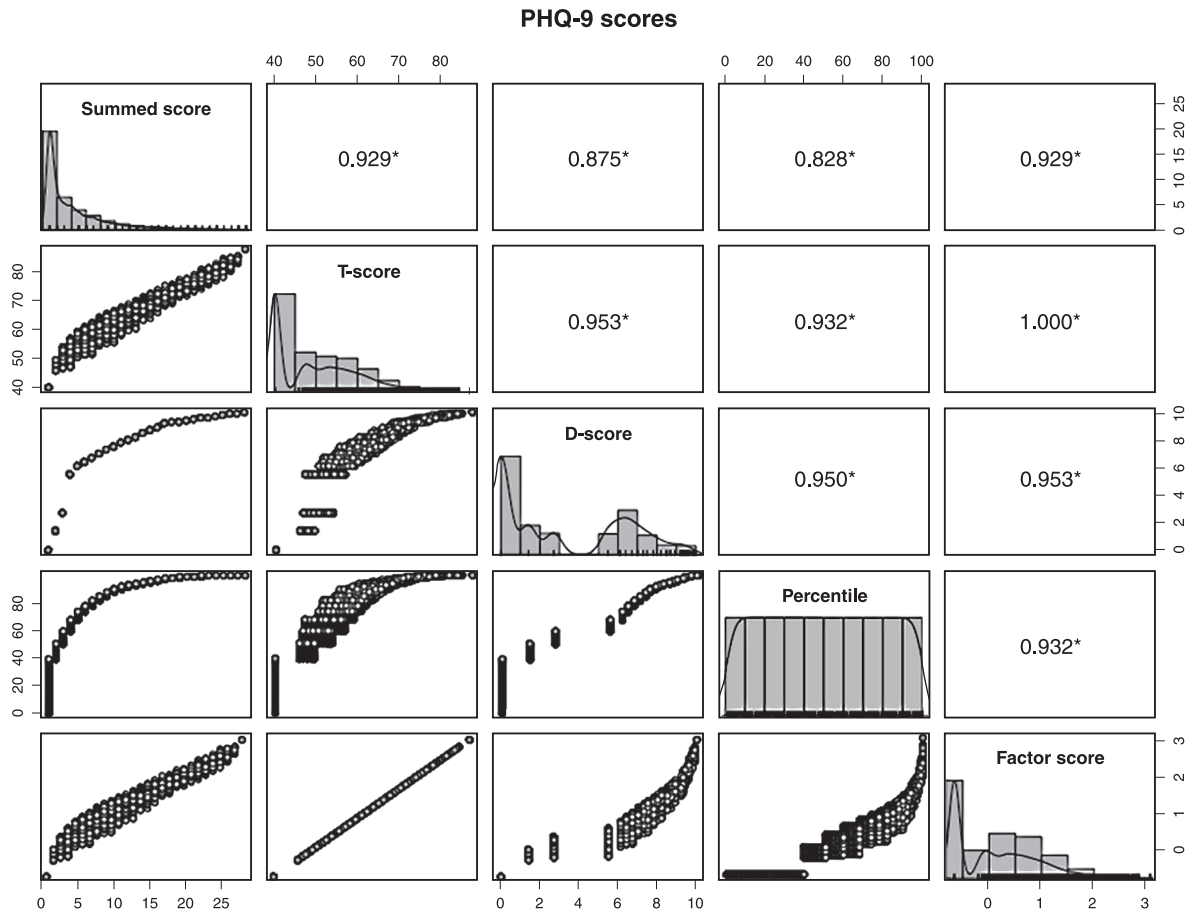 PHQ-9 scores
40 50 60 70 80
0 20 40 60 80 100
Summed score
0.929*
0.875*
0.828*
0.929*
0 5 10 15 20 25
40 50 60 70 80
T-score
0.953*
0.932*
1.000*
D-score
0.950*
0.953*
0 2 4 6 8 10
0 20 40 60 80
Percentile
0.932*
Factor score
0 1 2 3
0 5 10 15 20 25
0 2 4 6 8 10
0 1 2 3